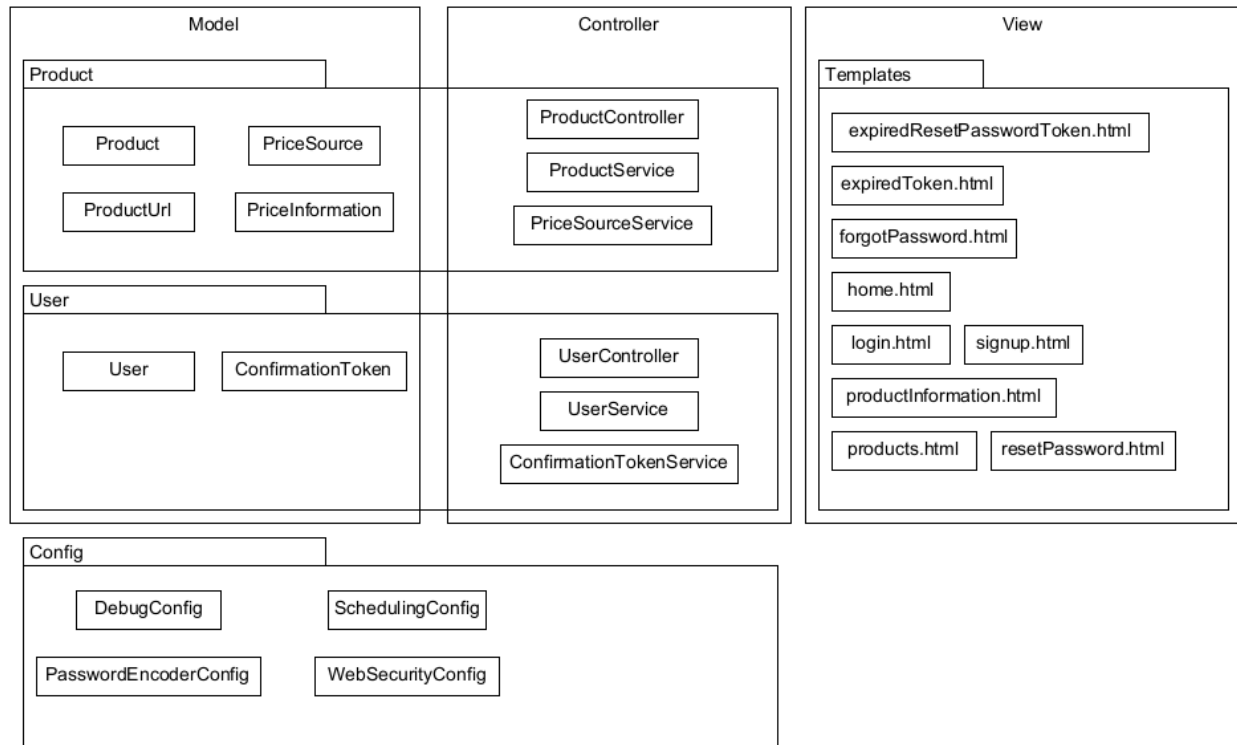 Model
Controller
View
Product
Product
PriceSource
ProductUrl
PriceInformation
ProductController
ProductService
PriceSourceService
User
User
ConfirmationToken
UserController
UserService
ConfirmationTokenService
Templates
expiredResetPasswordToken.html
expiredToken.html
forgotPassword.html
home.html
login.html
signup.html
productInformation.html
products.html
resetPassword.html
Config
DebugConfig
SchedulingConfig
PasswordEncoderConfig
WebSecurityConfig